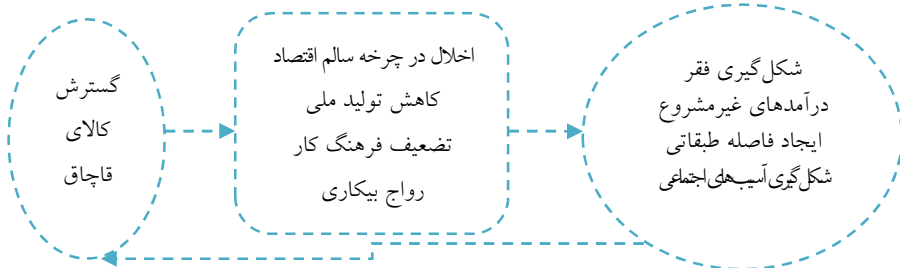 گسترش
کالای
قاچاق
اخلال در چرخه سالم اقتصاد
کاهش تولید ملی
تضعیف فرهنگ کار
رواج بیکاری
شکل‌گیری فقر
درآمدهای غیرمشروع
ایجاد فاصله طبقاتی
شکل‌گیری آسیب‌های اجتماعی